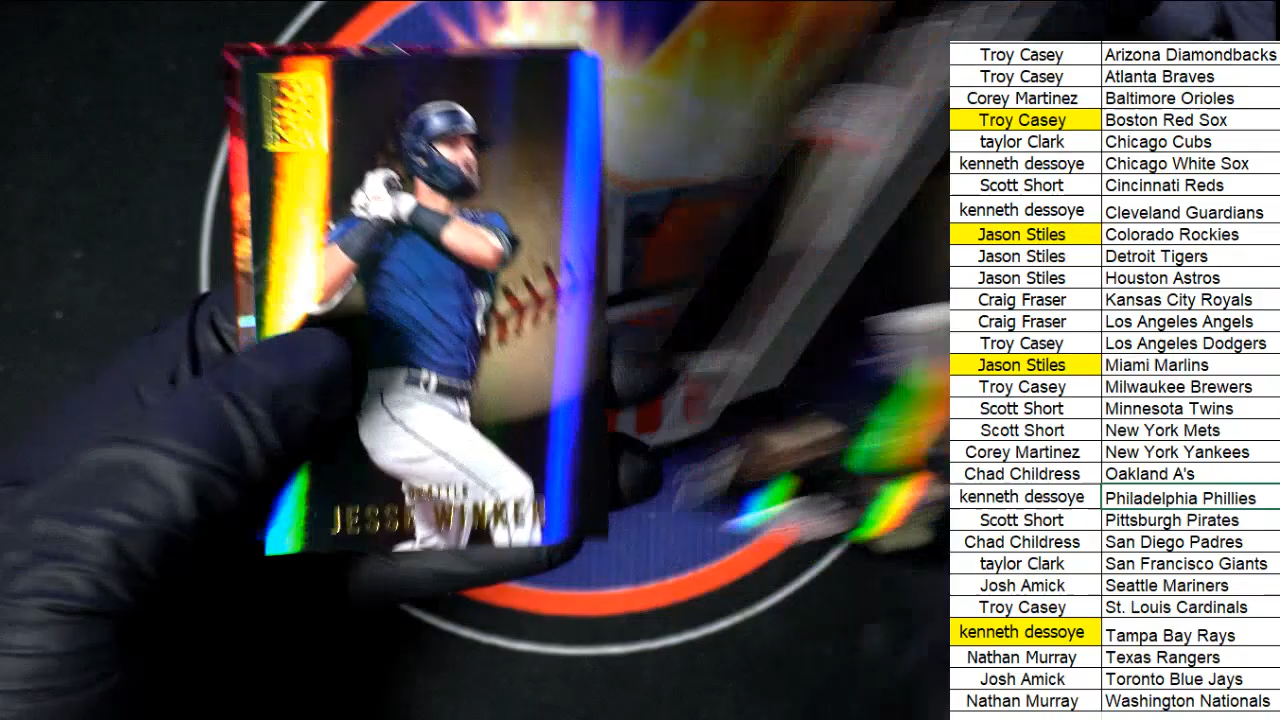 JESSE WINKER
Troy Casey Arizona Diamondbacks
Troy Casey Atlanta Braves
Corey Martinez Baltimore Orioles
Troy Casey Boston Red Sox
taylor Clark Chicago Cubs
kenneth dessoye Chicago White Sox
Scott Short Cincinnati Reds
kenneth dessoye Cleveland Guardians
Jason Stiles Colorado Rockies
Jason Stiles Detroit Tigers
Jason Stiles Houston Astros
Craig Fraser Kansas City Royals
Craig Fraser Los Angeles Angels
Troy Casey Los Angeles Dodgers
Jason Stiles Miami Marlins
Troy Casey Milwaukee Brewers
Scott Short Minnesota Twins
Scott Short New York Mets
Corey Martinez New York Yankees
Chad Childress Oakland A's
kenneth dessoye Philadelphia Phillies
Scott Short Pittsburgh Pirates
Chad Childress San Diego Padres
taylor Clark San Francisco Giants
Josh Amick Seattle Mariners
Troy Casey St. Louis Cardinals
kenneth dessoye Tampa Bay Rays
Nathan Murray Texas Rangers
Josh Amick Toronto Blue Jays
Nathan Murray Washington Nationals